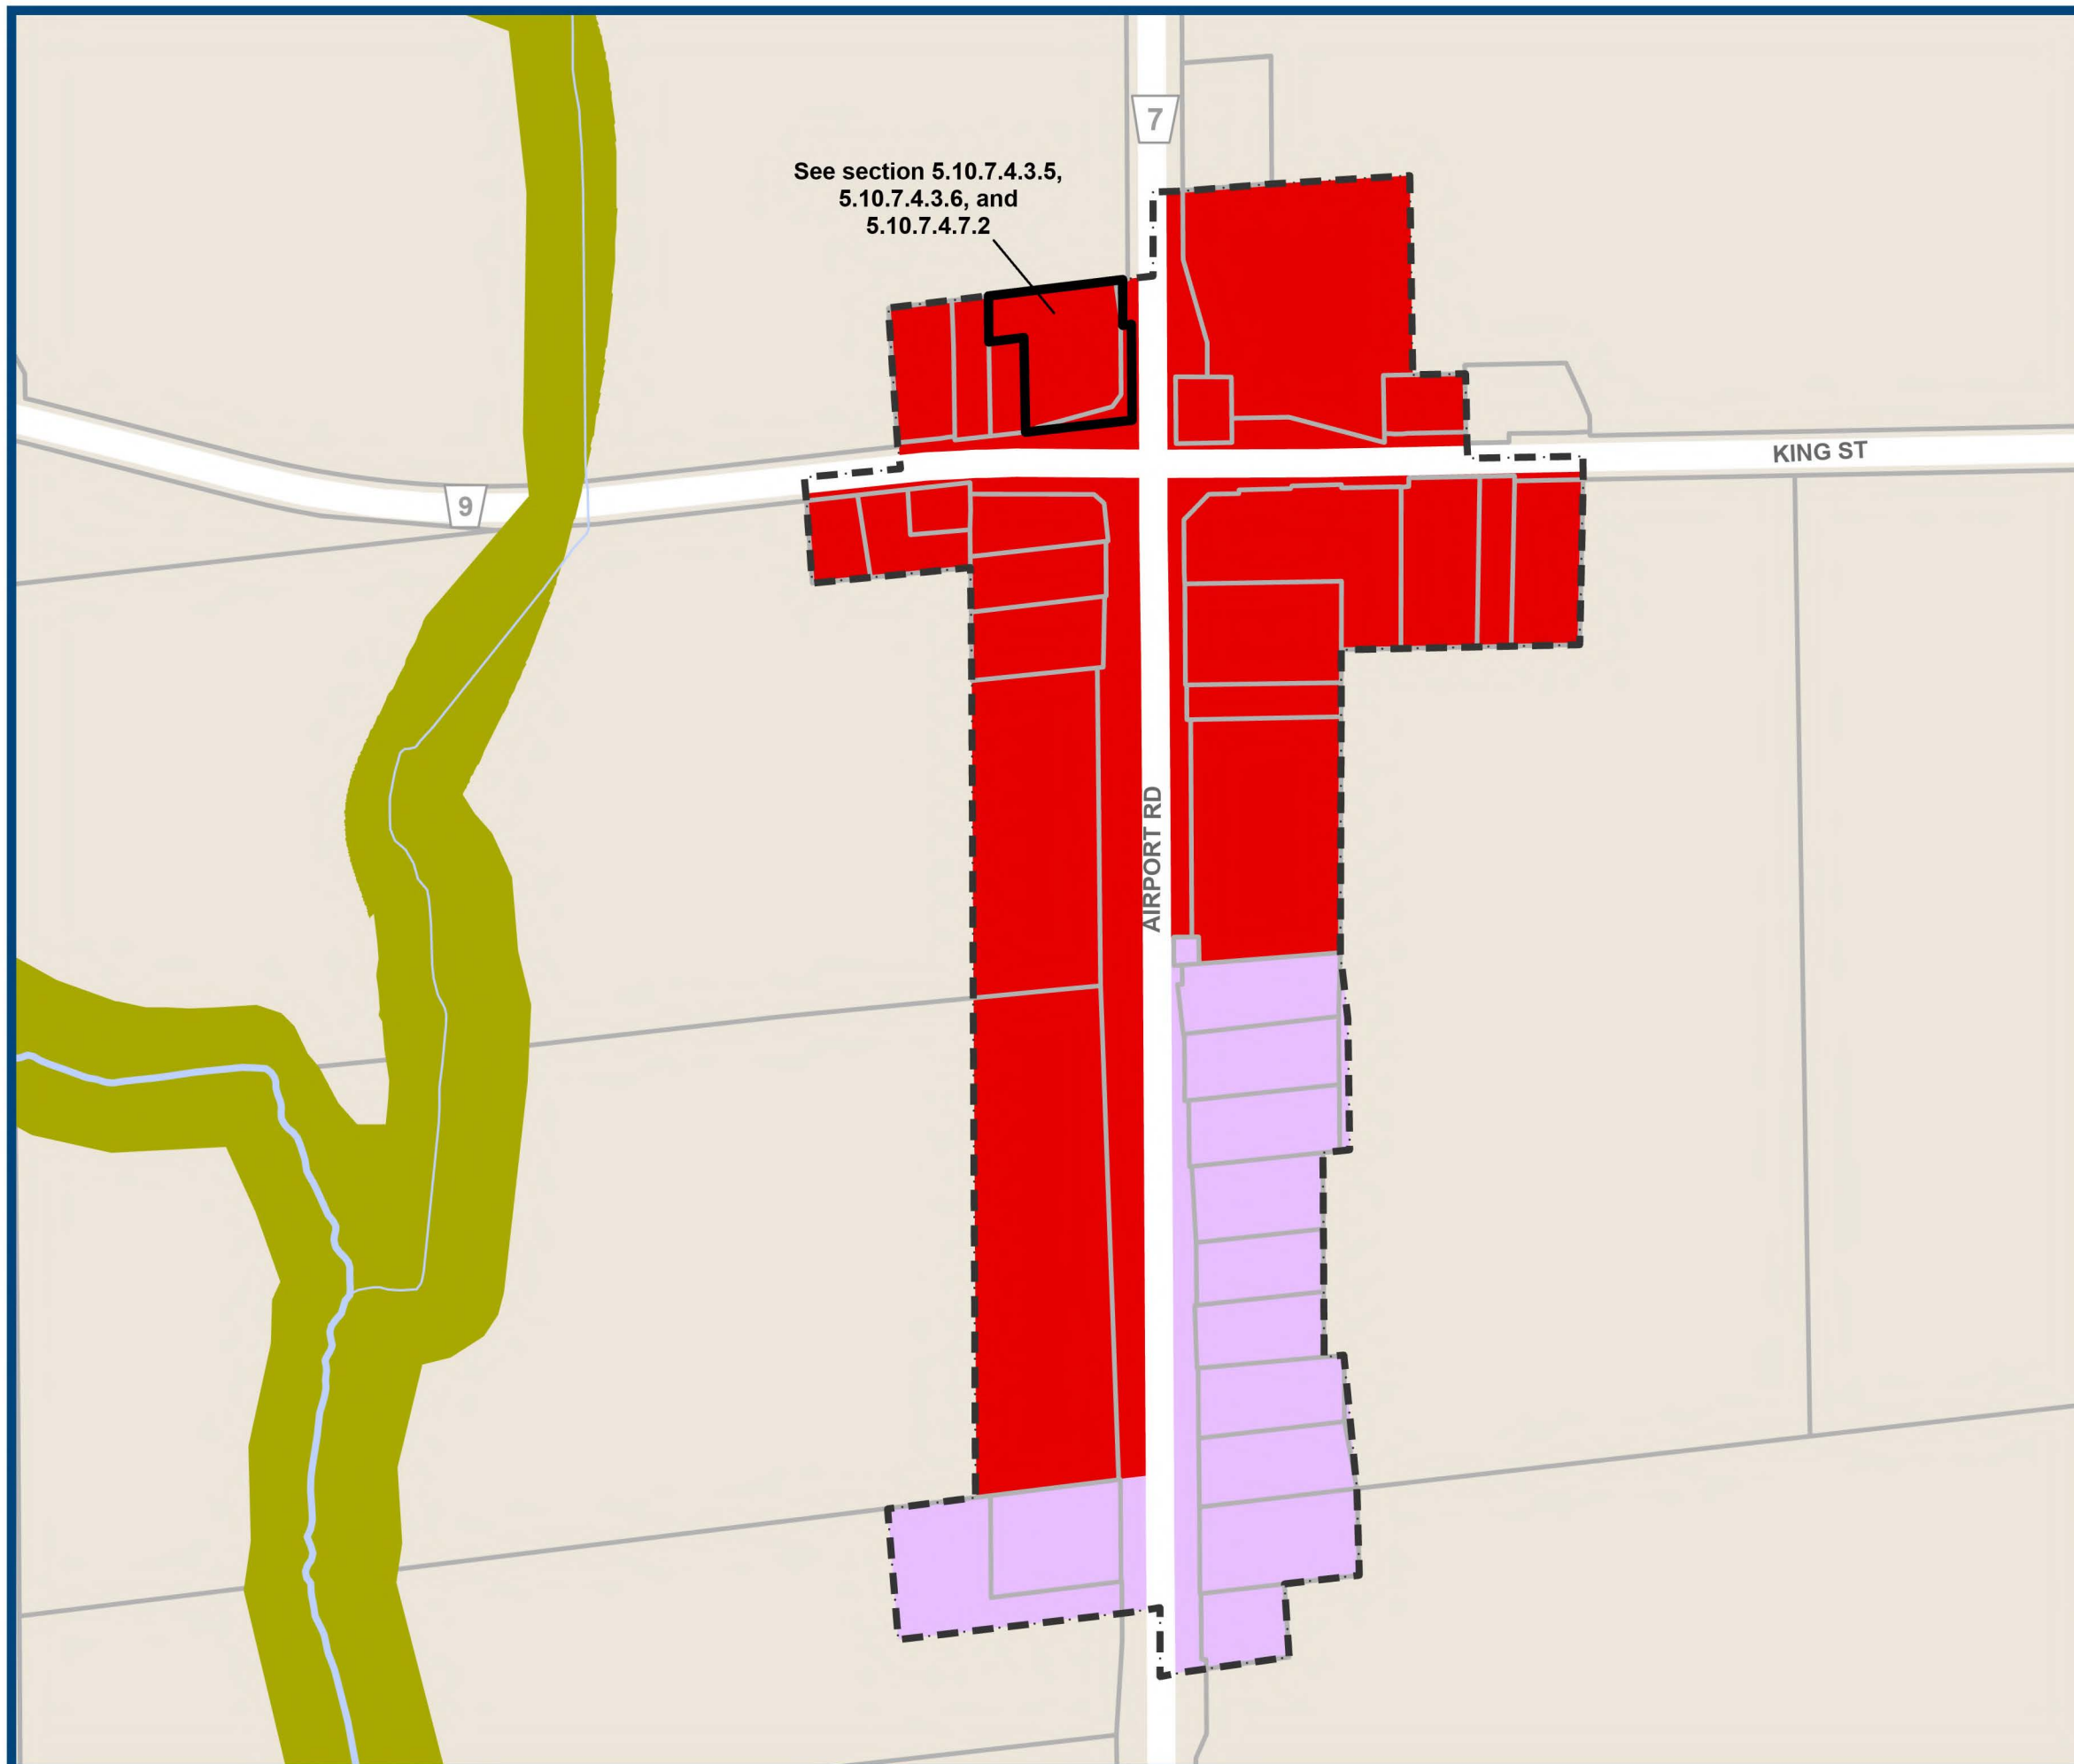 7
See section 5.10.7.4.3.5,
5.10.7.4.3.6, and
5.10.7.4.7.2
KING ST
9
AIRPORT RD